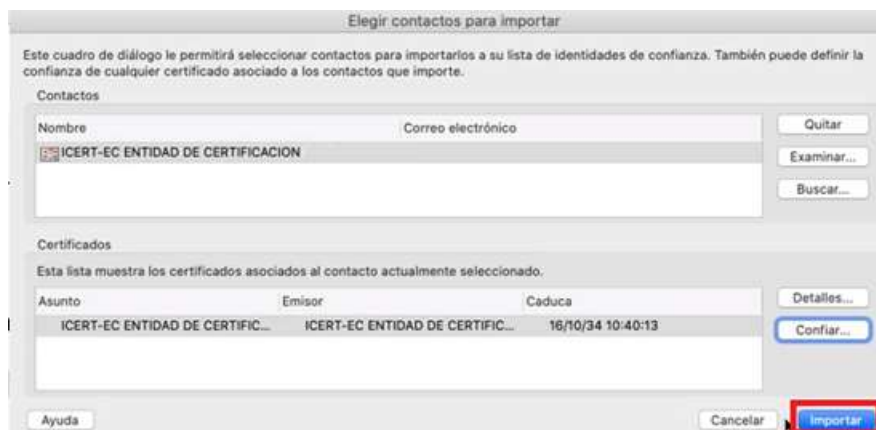 Elegir contactos para importar
Este cuadro de diálogo le permitirá seleccionar contactos para importarlos a su lista de identidades de confianza. También puede definir la
confianza de cualquier certificado asociado a los contactos que importe.
Contactos
Nombre Correo electrónico
ICERT-EC ENTIDAD DE CERTIFICACION
Quitar
Examinar...
Buscar...
Certificados
Esta lista muestra los certificados asociados al contacto actualmente seleccionado.
Asunto Emisor Caduca
ICERT-EC ENTIDAD DE CERTIFIC... ICERT-EC ENTIDAD DE CERTIFIC... 16/10/34 10:40:13
Detalles...
Confiar...
Ayuda Cancelar Importar